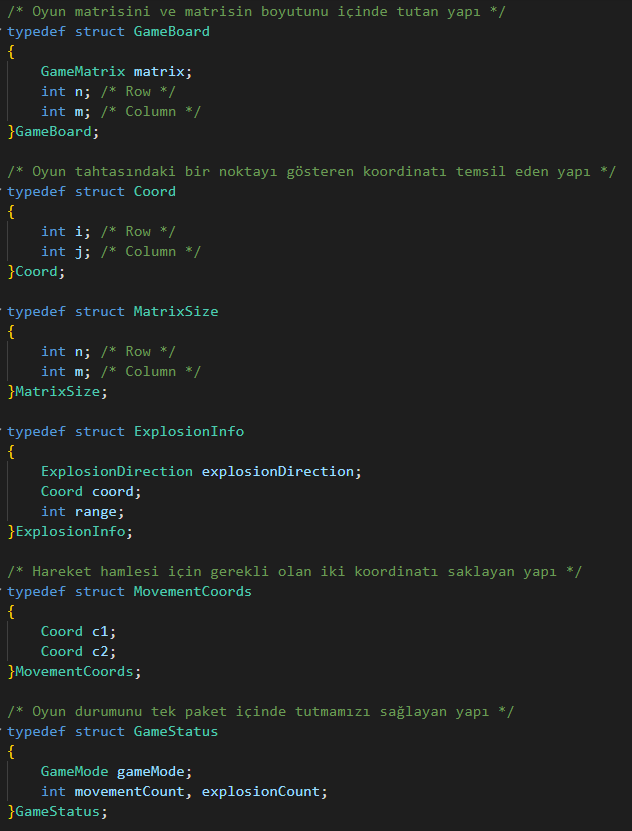 /* Oyun matrisini ve matrisin boyutunu içinde tutan yapı */
typedef struct GameBoard
{
    GameMatrix matrix;
    int n; /* Row */
    int m; /* Column */
}GameBoard;

/* Oyun tahtasındaki bir noktayı gösteren koordinatı temsil eden yapı */
typedef struct Coord
{
    int i; /* Row */
    int j; /* Column */
}Coord;

typedef struct MatrixSize
{
    int n; /* Row */
    int m; /* Column */
}MatrixSize;

typedef struct ExplosionInfo
{
    ExplosionDirection explosionDirection;
    Coord coord;
    int range;
}ExplosionInfo;

/* Hareket hamlesi için gerekli olan iki koordinatı saklayan yapı */
typedef struct MovementCoords
{
    Coord c1;
    Coord c2;
}MovementCoords;

/* Oyun durumunu tek paket içinde tutmamızı sağlayan yapı */
typedef struct GameStatus
{
    GameMode gameMode;
    int movementCount, explosionCount;
}GameStatus;